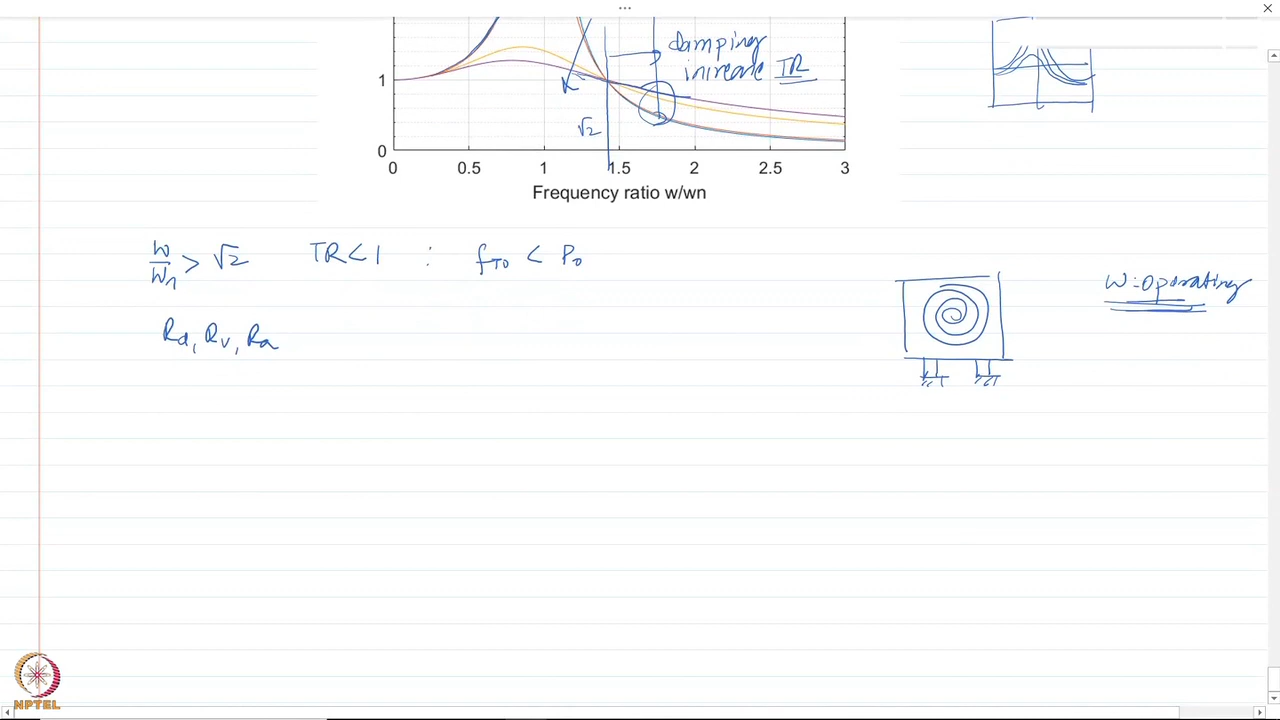 damping
increase TR
1
√2
0
0 0.5 1 1.5 2 2.5 3
Frequency ratio w/wn
w/wn > √2 TR < 1 : fT0 < P0
w: operating
Rd, Rv, Ra
NPTEL